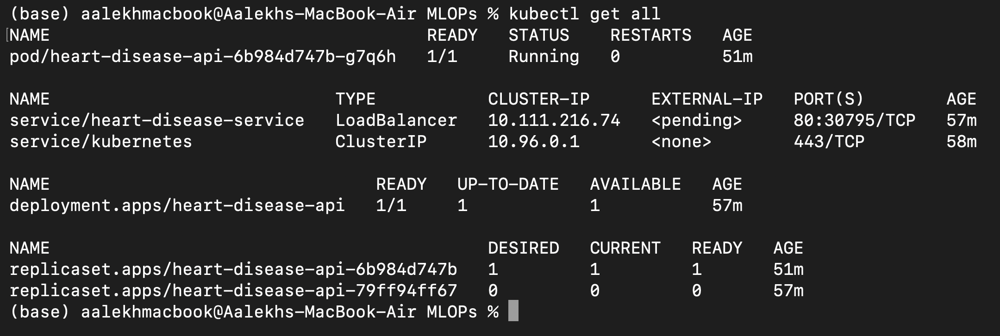 (base) aalekhmacbook@Aalekhs-MacBook-Air MLOPs % kubectl get all
[NAME READY STATUS RESTARTS AGE
pod/heart-disease-api-6b984d747b-g7q6h 1/1 Running 0 51m
NAME TYPE CLUSTER-IP EXTERNAL-IP PORT(S) AGE
service/heart-disease-service LoadBalancer 10.111.216.74 <pending> 80:30795/TCP 57m
service/kubernetes ClusterIP 10.96.0.1 <none> 443/TCP 58m
NAME READY UP-TO-DATE AVAILABLE AGE
deployment.apps/heart-disease-api 1/1 1 1 57m
NAME DESIRED CURRENT READY AGE
replicaset.apps/heart-disease-api-6b984d747b 1 1 1 51m
replicaset.apps/heart-disease-api-79ff94ff67 0 0 0 57m
(base) aalekhmacbook@Aalekhs-MacBook-Air MLOPs %